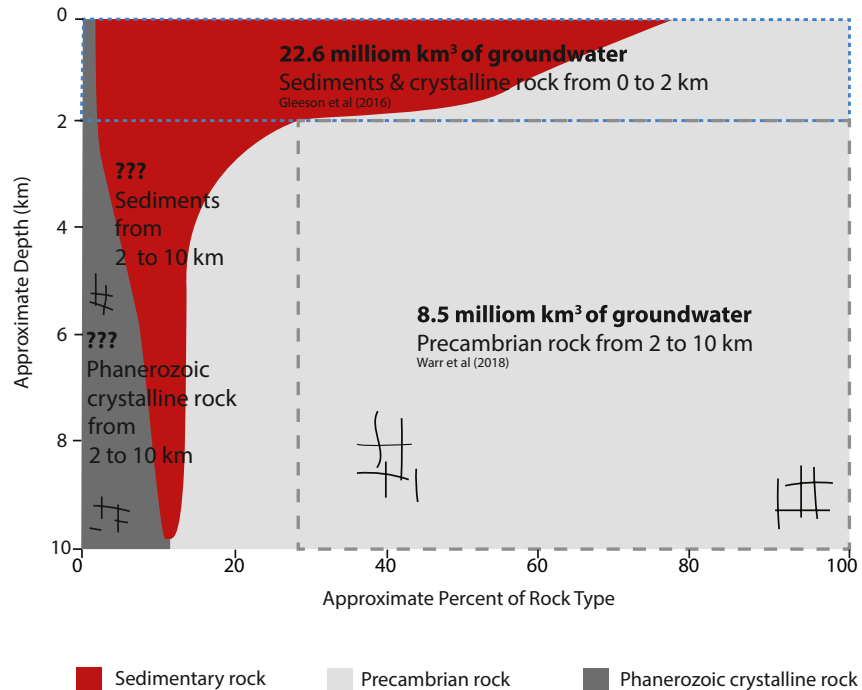 0
22.6 milliom km³ of groundwater
Sediments & crystalline rock from 0 to 2 km
Gleeson et al (2016)
2
???
Sediments
from
2 to 10 km
4
Approximate Depth (km)
8.5 milliom km³ of groundwater
Precambrian rock from 2 to 10 km
Warr et al (2018)
6
???
Phanerozoic
crystalline rock
from
2 to 10 km
8
10
0 20 40 60 80 100
Approximate Percent of Rock Type
Sedimentary rock Precambrian rock Phanerozoic crystalline rock